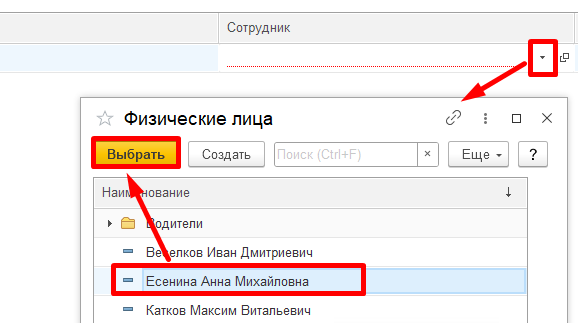 Сотрудник
Физические лица
Выбрать Создать Поиск (Ctrl+F) × Еще ?
Наименование ↓
Водители
Веселков Иван Дмитриевич
Есенина Анна Михайловна
Катков Максим Витальевич